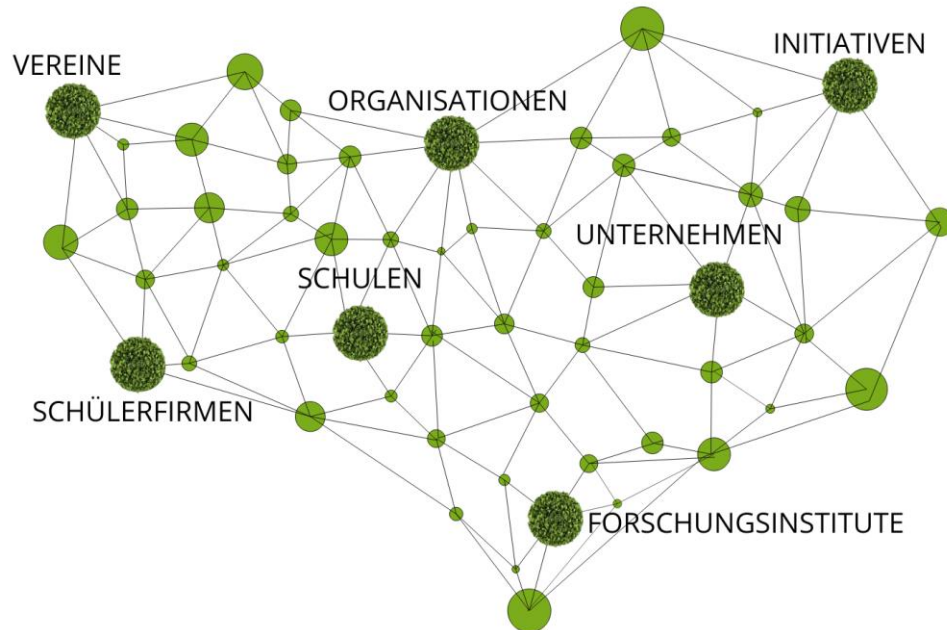 INITIATIVEN
VEREINE
ORGANISATIONEN
UNTERNEHMEN
SCHULEN
SCHÜLERFIRMEN
FORSCHUNGSINSTITUTE